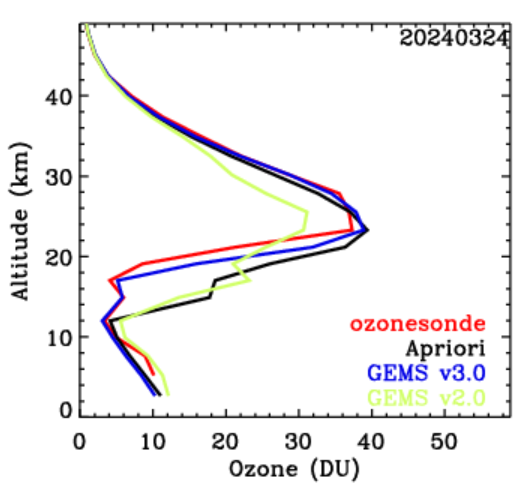 20240324
40
30
20
10
0
Altitude (km)
ozonesonde
Apriori
GEMS v3.0
GEMS v2.0
0 10 20 30 40 50
Ozone (DU)